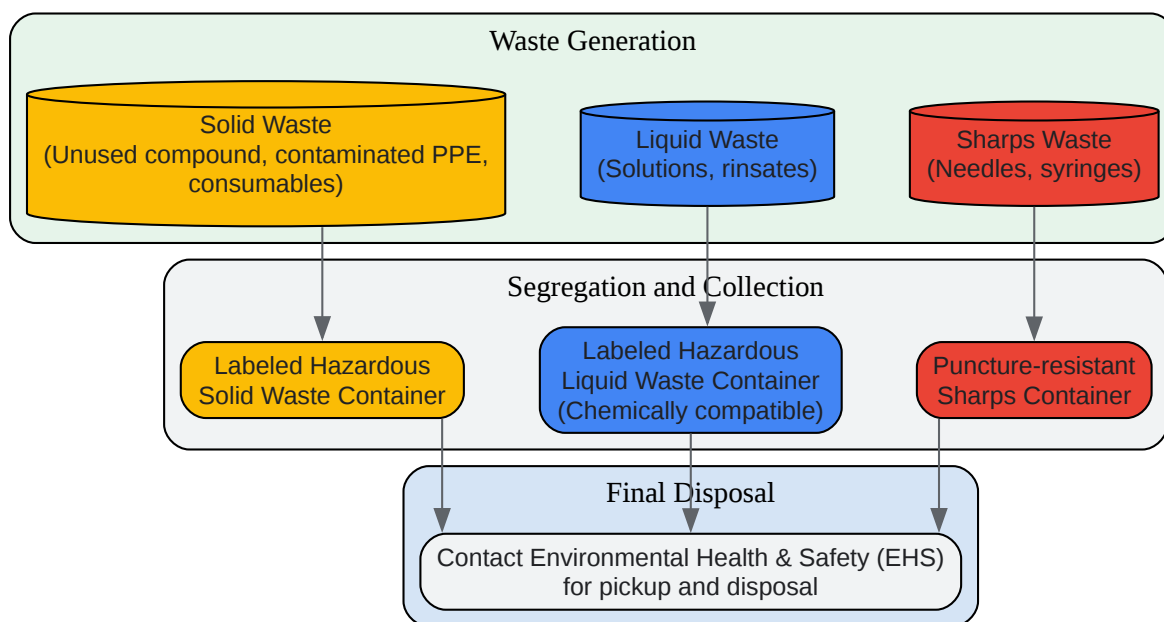 Waste Generation
Solid Waste
(Unused compound, contaminated PPE,
consumables)
Liquid Waste
(Solutions, rinsates)
Sharps Waste
(Needles, syringes)
Segregation and Collection
Labeled Hazardous
Solid Waste Container
Labeled Hazardous
Liquid Waste Container
(Chemically compatible)
Puncture-resistant
Sharps Container
Final Disposal
Contact Environmental Health & Safety (EHS)
for pickup and disposal